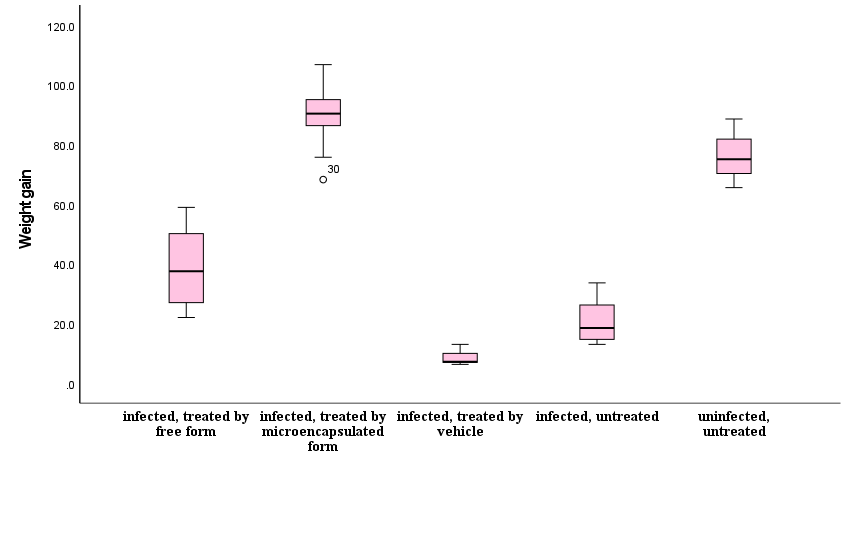 120.0
100.0
80.0
60.0
40.0
20.0
.0
Weight gain
30
infected, treated by
free form
infected, treated by
microencapsulated
form
infected, treated by
vehicle
infected, untreated
uninfected,
untreated